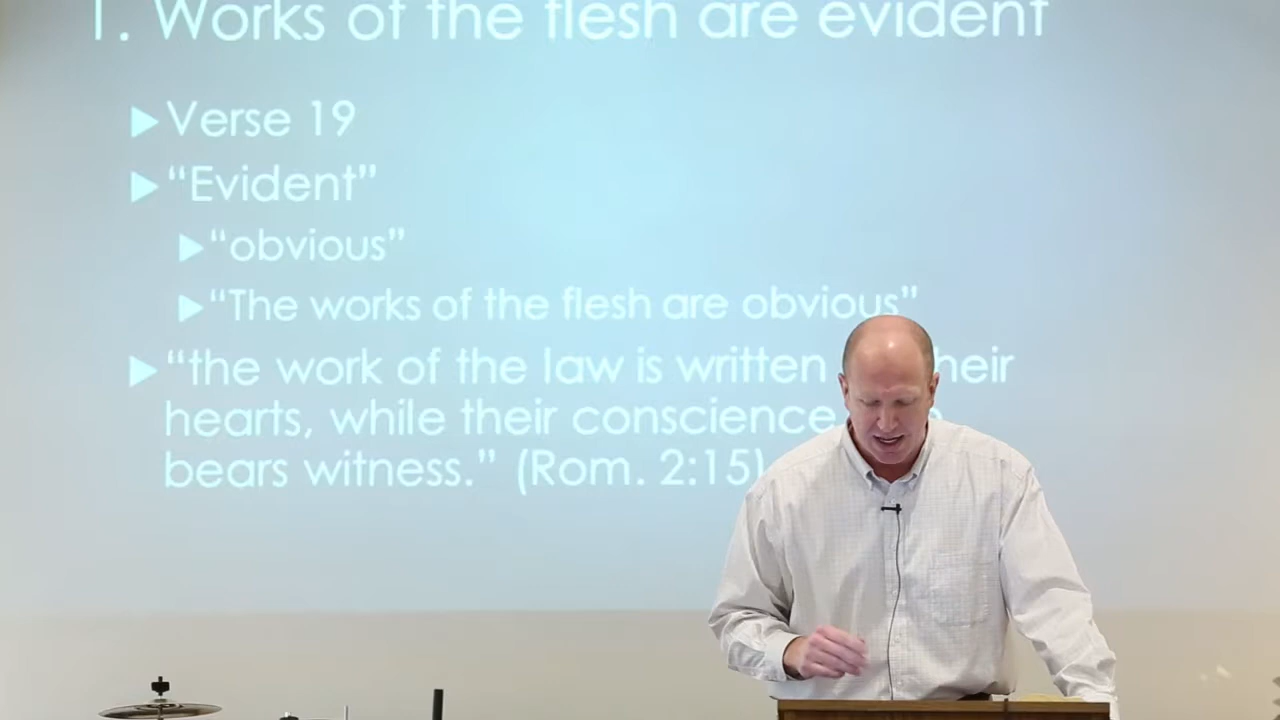 1. Works of the flesh are evident
Verse 19
“Evident”
“obvious”
“The works of the flesh are obvious”
“the work of the law is written their
hearts, while their conscience
bears witness.” (Rom. 2:15)